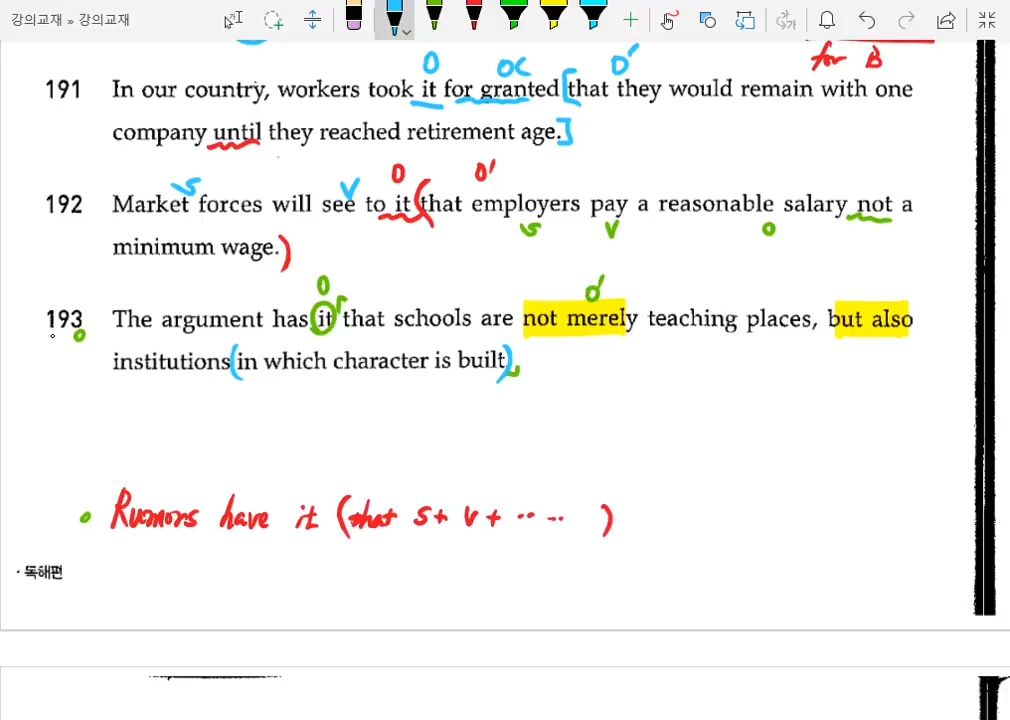 강의교재 » 강의교재
가
for B
O OC O'
191 In our country, workers took it for granted [that they would remain with one
company until they reached retirement age.]
S V O O'
192 Market forces will see to it (that employers pay a reasonable salary not a
S V O
minimum wage.)
O O'
193 The argument has it that schools are not merely teaching places, but also
institutions (in which character is built)
Rumors have it (that S+ V + ‥ ‥ )
· 독해편